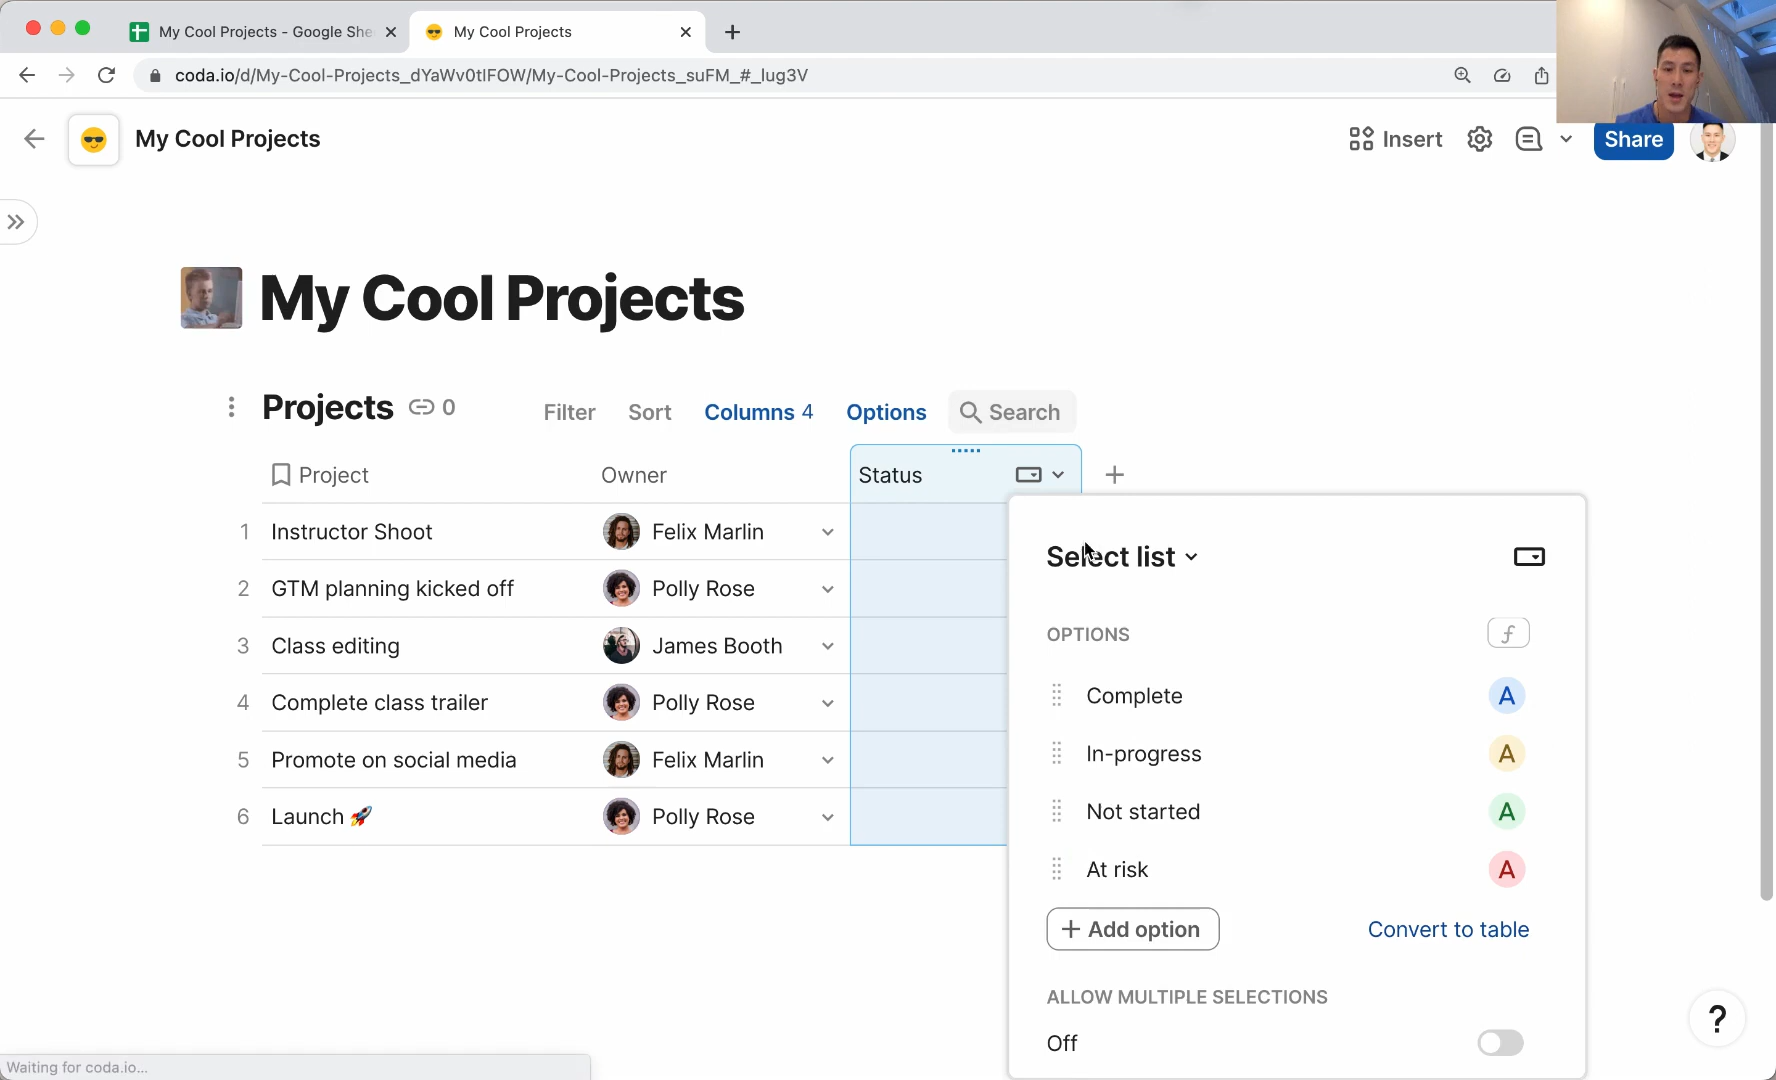 My Cool Projects - Google She
My Cool Projects
coda.io/d/My-Cool-Projects_dYaWv0tIFOW/My-Cool-Projects_suFM_#_lug3V
My Cool Projects
Insert
Share
My Cool Projects
Projects 0
Filter
Sort
Columns 4
Options
Search
Project
Owner
Status
1 Instructor Shoot Felix Marlin
2 GTM planning kicked off Polly Rose
3 Class editing James Booth
4 Complete class trailer Polly Rose
5 Promote on social media Felix Marlin
6 Launch 🚀 Polly Rose
Select list
OPTIONS
Complete A
In-progress A
Not started A
At risk A
+ Add option
Convert to table
ALLOW MULTIPLE SELECTIONS
Off
?
Waiting for coda.io...